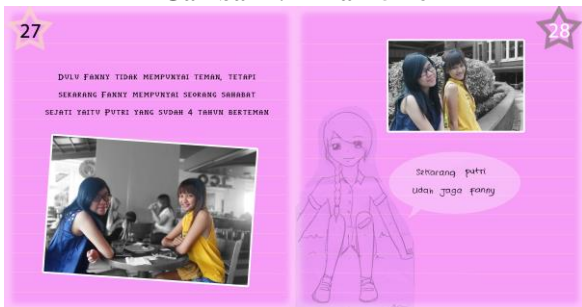 27
DULU FANNY TIDAK MEMPUNYAI TEMAN, TETAPI
SEKARANG FANNY MEMPUNYAI SEORANG SAHABAT
SEJATI YAITU PUTRI YANG SUDAH 4 TAHUN BERTEMAN
28
Sekarang putri
udah jaga fanny